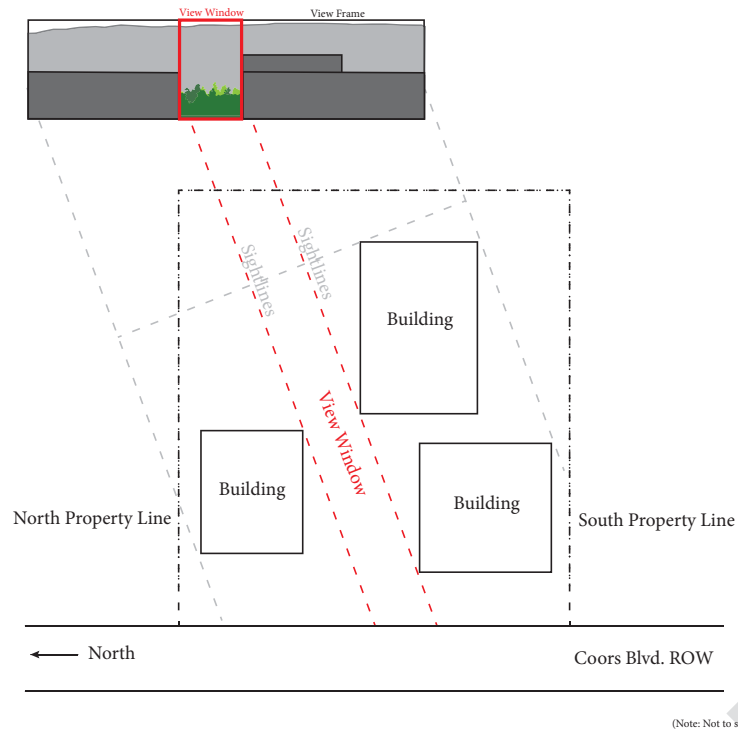 View Window
View Frame
Sightlines
Sightlines
Building
View Window
Building
Building
North Property Line
South Property Line
North
Coors Blvd. ROW
(Note: Not to s